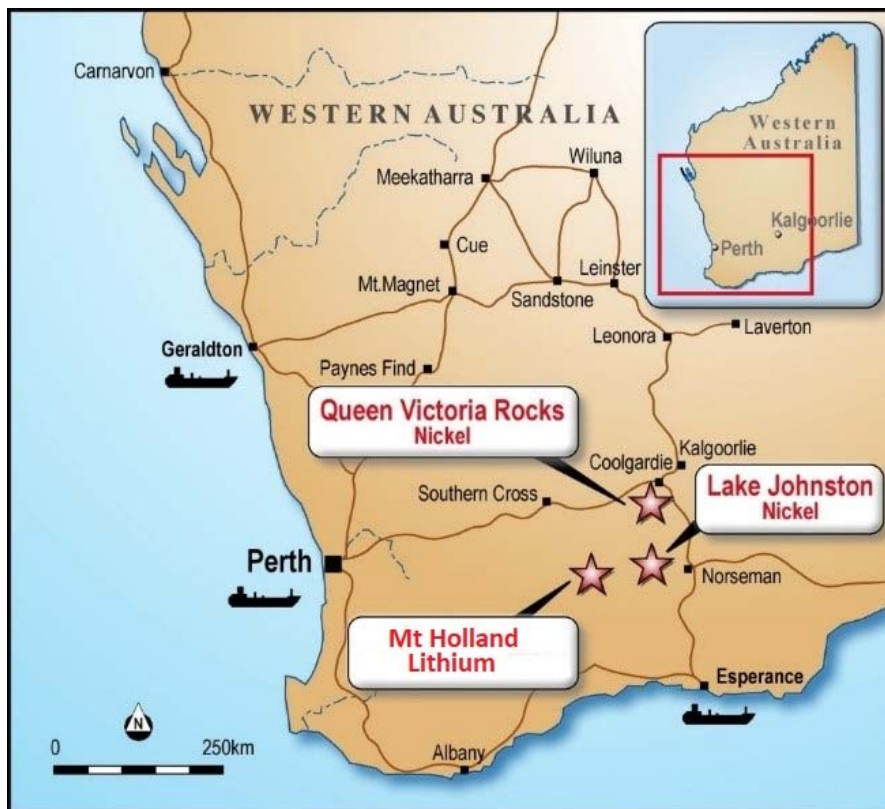 Carnarvon
WESTERN AUSTRALIA
Western
Australia
Kalgoorlie
Perth
Wiluna
Meekatharra
Cue
Leinster
Mt.Magnet
Sandstone
Laverton
Leonora
Geraldton
Paynes Find
Queen Victoria Rocks
Nickel
Kalgoorlie
Coolgardie
Lake Johnston
Nickel
Southern Cross
Perth
Norseman
Mt Holland
Lithium
Esperance
N
0 250km
Albany